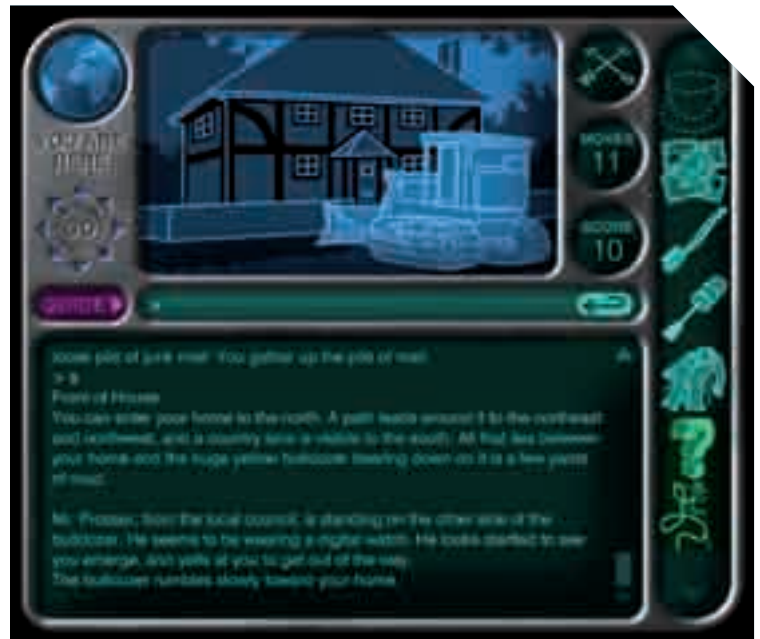 YOU ARE
HERE
MOVES
11
GO
SCORE
10
GUIDE
>
loose pile of junk mail. You gather up the pile of mail.
> s
Front of House
You can enter your home to the north. A path leads around it to the northeast
and northwest, and a country lane is visible to the south. All that lies between
your home and the huge yellow bulldozer bearing down on it is a few yards
of mud.
Mr. Prosser, from the local council, is standing on the other side of the
bulldozer. He seems to be wearing a digital watch. He looks startled to see
you emerge, and yells at you to get out of the way.
The bulldozer rumbles slowly toward your home.